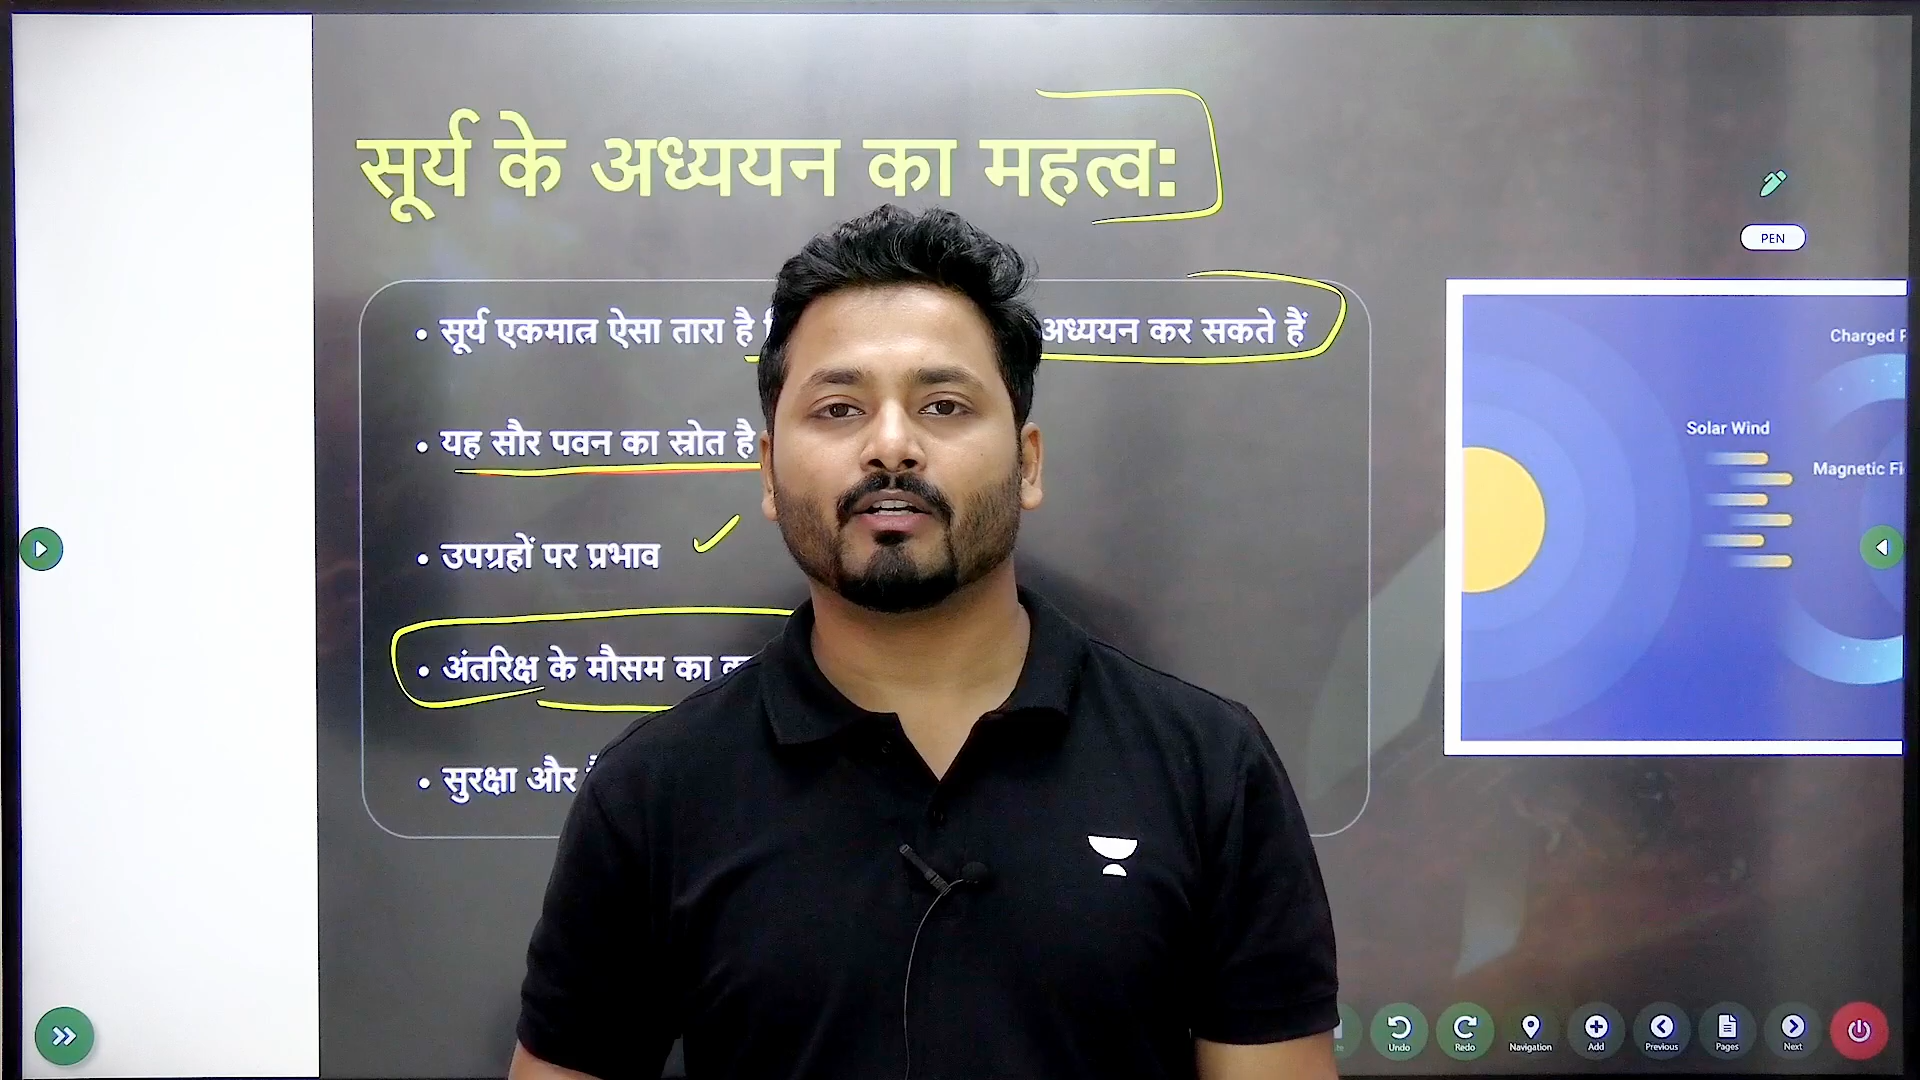 सूर्य के अध्ययन का महत्व:
PEN
• सूर्य एकमात्र ऐसा तारा है अध्ययन कर सकते हैं
• यह सौर पवन का स्रोत है
• उपग्रहों पर प्रभाव
• अंतरिक्ष के मौसम का
• सुरक्षा और
Charged
Solar Wind
Magnetic
Undo
Redo
Navigation
Add
Previous
Pages
Next